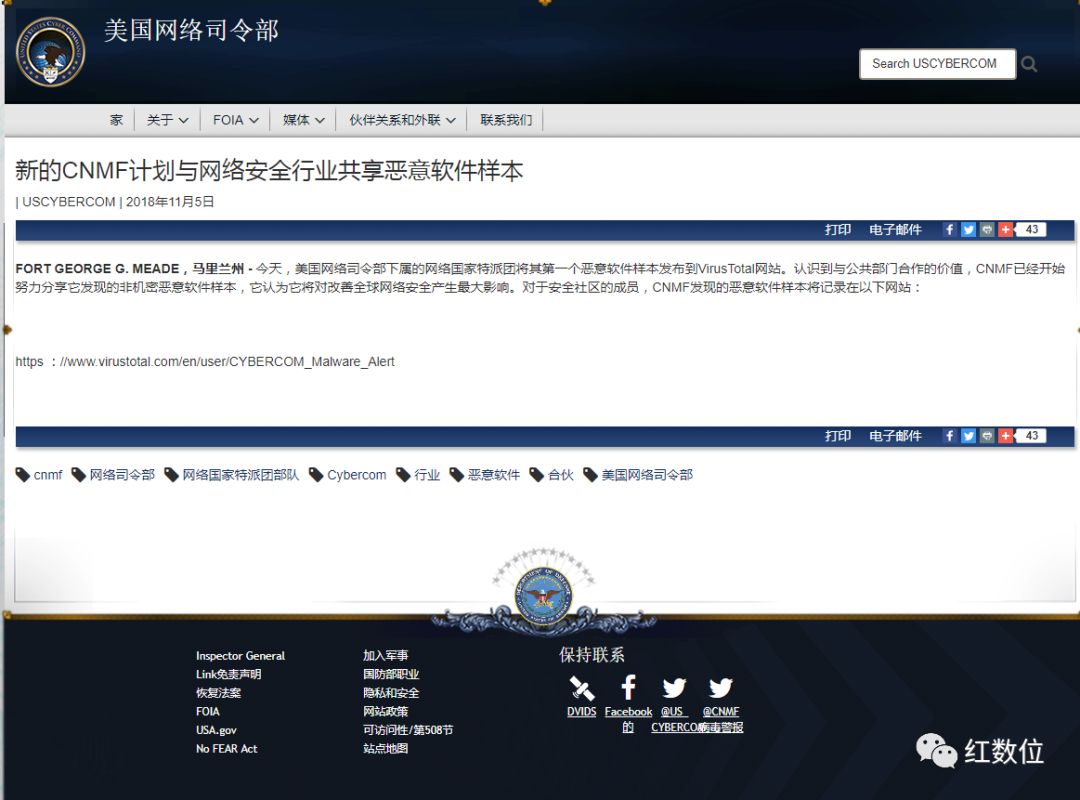 美国网络司令部
Search USCYBERCOM
家 关于 FOIA 媒体 伙伴关系和外联 联系我们
新的CNMF计划与网络安全行业共享恶意软件样本
| USCYBERCOM | 2018年11月5日
打印 电子邮件 43
FORT GEORGE G. MEADE，马里兰州 - 今天，美国网络司令部下属的网络国家特派团将其第一个恶意软件样本发布到VirusTotal网站。认识到与公共部门合作的价值，CNMF已经开始
努力分享它发现的非机密恶意软件样本，它认为它将对改善全球网络安全产生最大影响。对于安全社区的成员，CNMF发现的恶意软件样本将记录在以下网站：
https ：//www.virustotal.com/en/user/CYBERCOM_Malware_Alert
打印 电子邮件 43
cnmf 网络司令部 网络国家特派团部队 Cybercom 行业 恶意软件 合伙 美国网络司令部
Inspector General
Link免责声明
恢复法案
FOIA
USA.gov
No FEAR Act
加入军事
国防部职业
隐私和安全
网站政策
可访问性/第508节
站点地图
保持联系
DVIDS
Facebook
的
@US_
CYBERCOM
@CNMF_
病毒警报
红数位